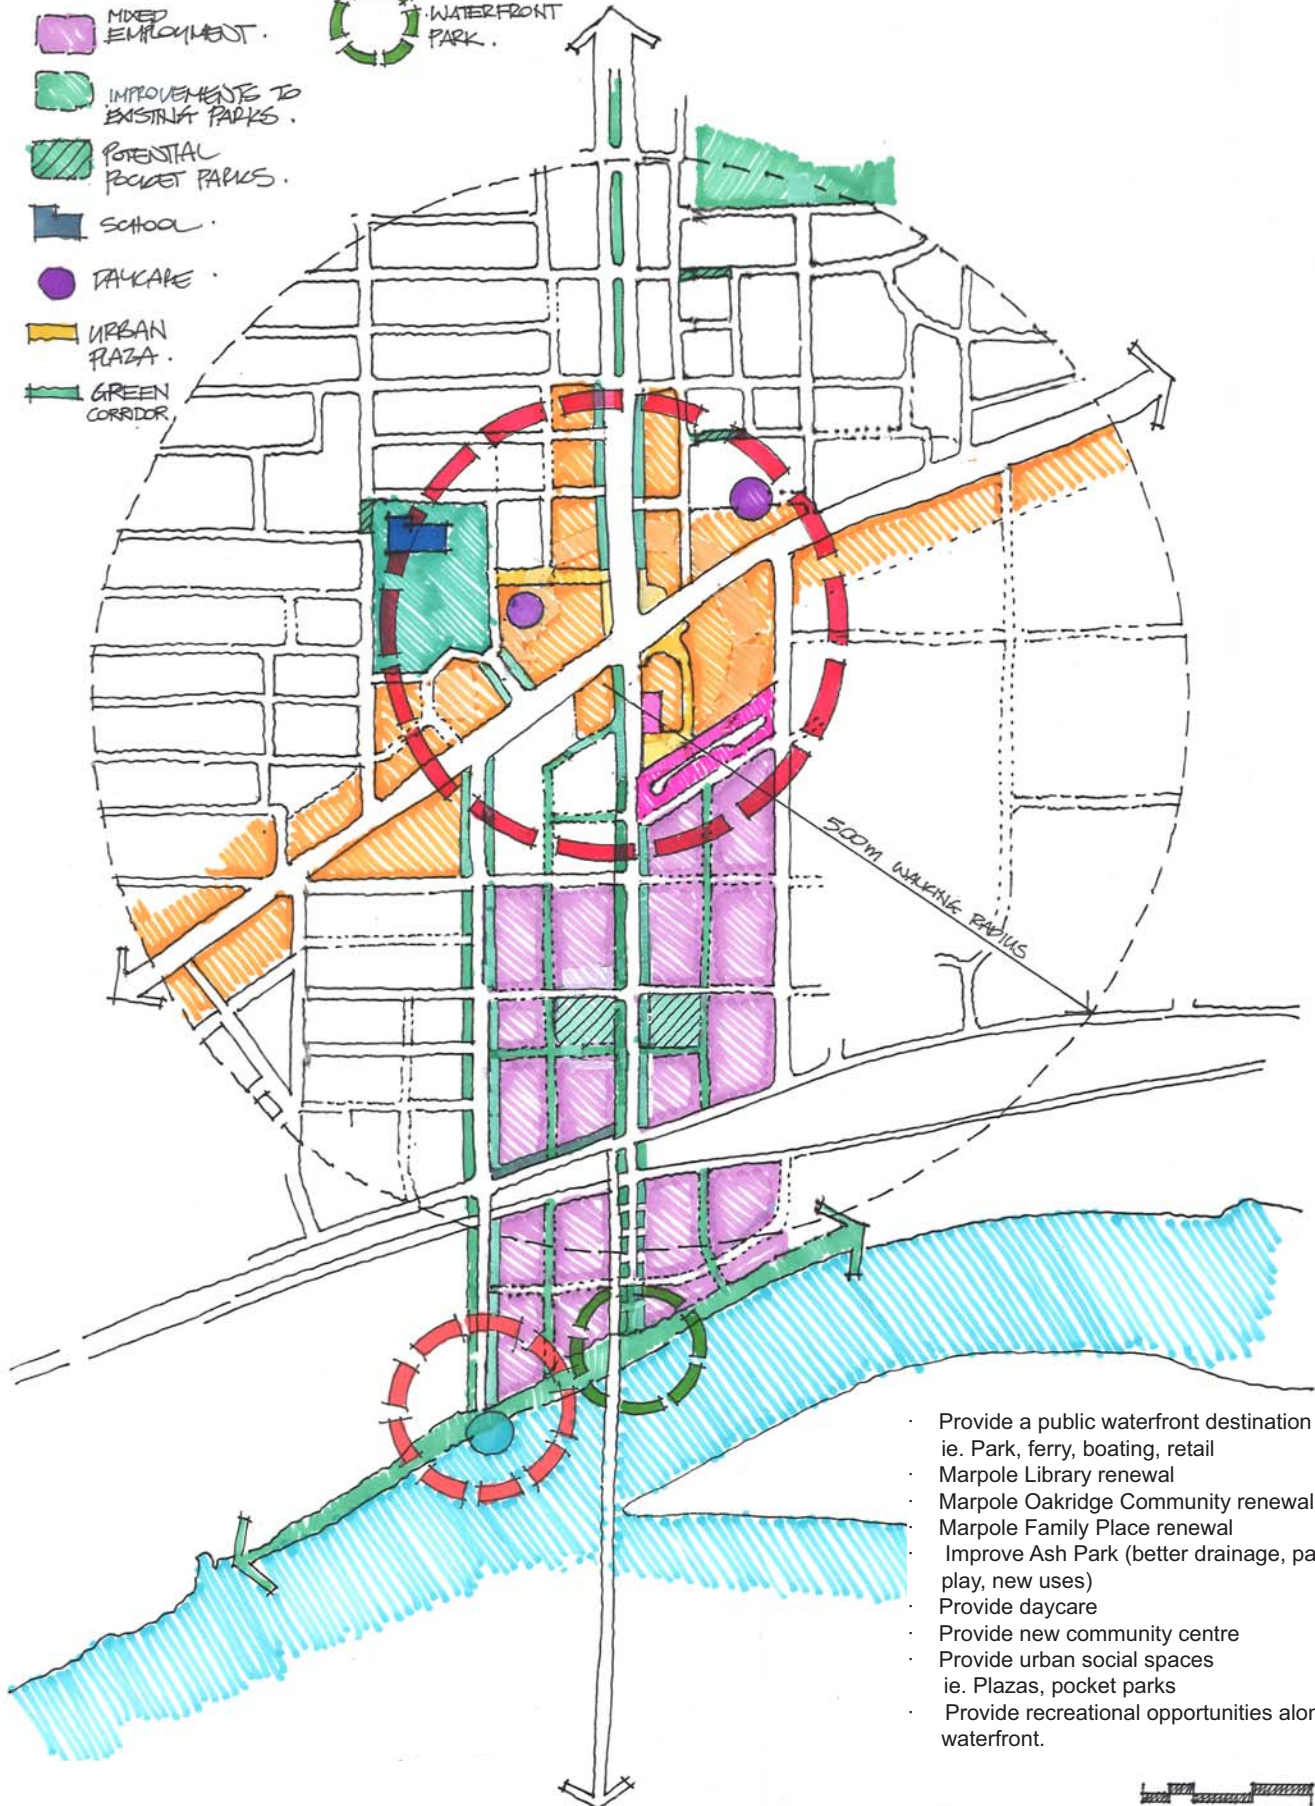 MIXED
EMPLOYMENT.
WATERFRONT
PARK.
IMPROVEMENTS TO
EXISTING PARKS.
POTENTIAL
POCKET PARKS.
SCHOOL.
DAYCARE.
URBAN
PLAZA.
GREEN
CORRIDOR
500m WALKING RADIUS
· Provide a public waterfront destination
ie. Park, ferry, boating, retail
· Marpole Library renewal
· Marpole Oakridge Community renewal
· Marpole Family Place renewal
· Improve Ash Park (better drainage, pa
play, new uses)
· Provide daycare
· Provide new community centre
· Provide urban social spaces
ie. Plazas, pocket parks
· Provide recreational opportunities alon
waterfront.